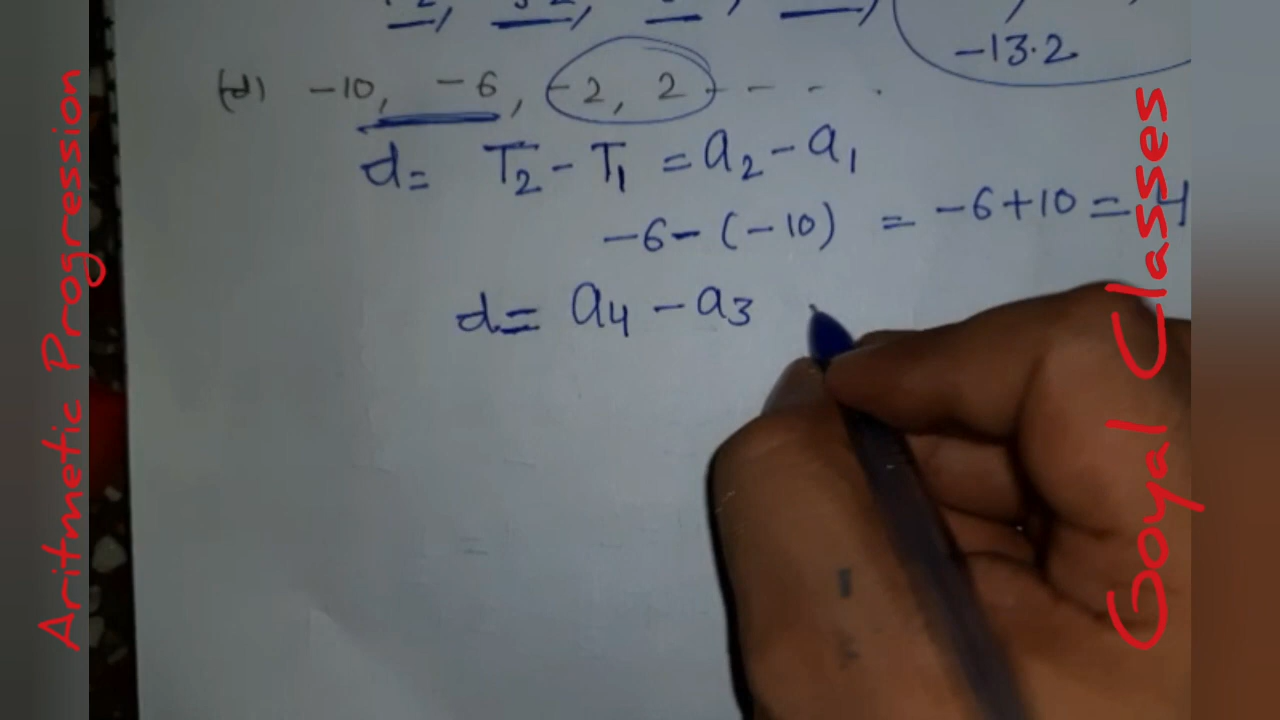 -13.2
(d) -10, -6, -2, 2 - - - .
d = T2 - T1 = a2 - a1
-6 - (-10) = -6+10 = 4
d = a4 - a3
Aritmetic Progression
Goyal Classes